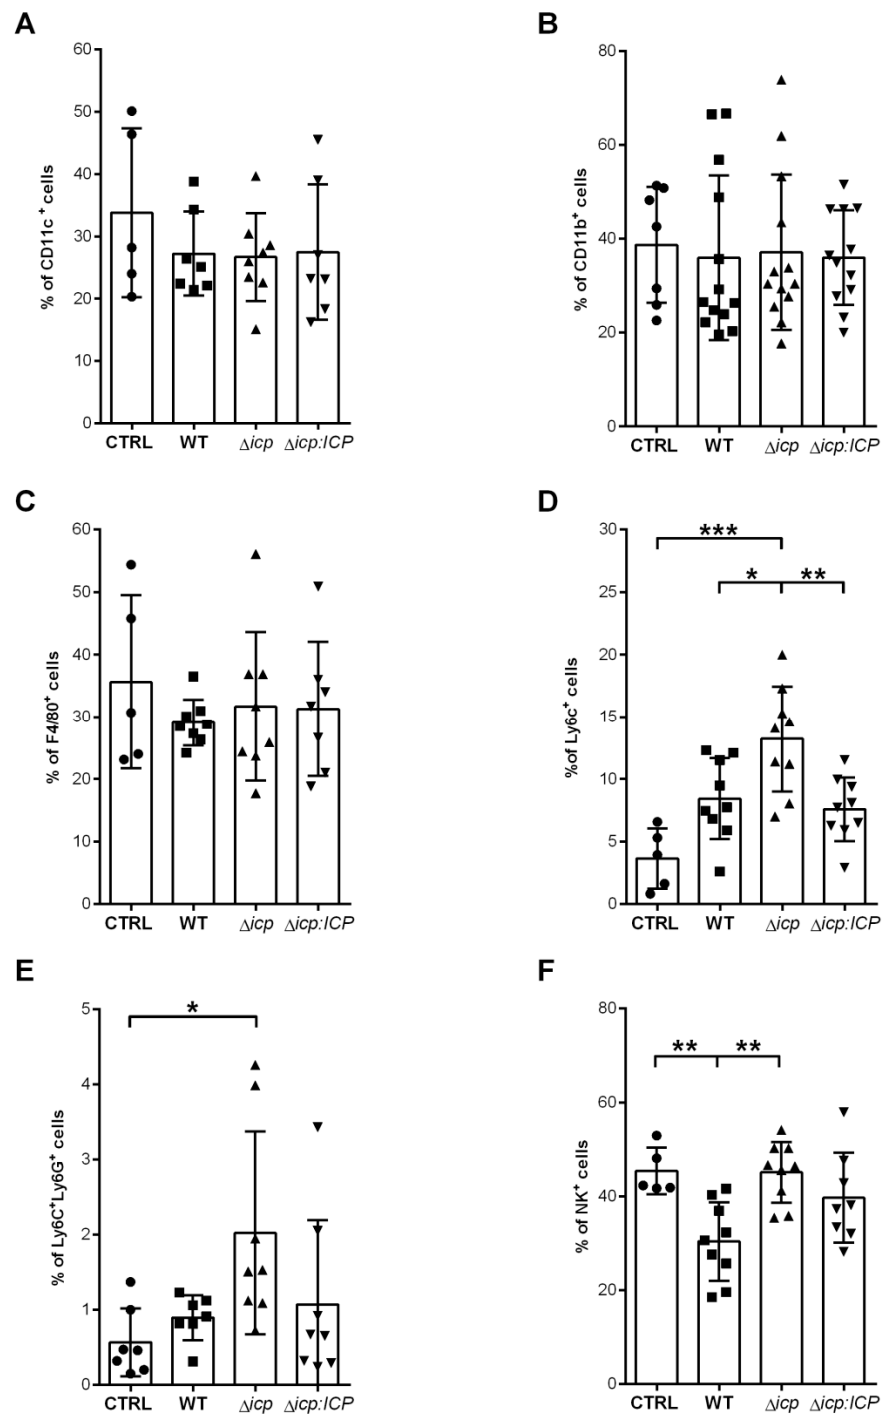 A
% of CD11c + cells
60
50
40
30
20
10
0
CTRL WT Δicp Δicp:ICP
B
% of CD11b+ cells
80
60
40
20
0
CTRL WT Δicp Δicp:ICP
C
% of F4/80+ cells
60
50
40
30
20
10
0
CTRL WT Δicp Δicp:ICP
D
%of Ly6c+ cells
30
25
20
15
10
5
0
***
* **
CTRL WT Δicp Δicp:ICP
E
% of Ly6C+Ly6G+ cells
5
4
3
2
1
0
*
CTRL WT Δicp Δicp:ICP
F
% of NK+ cells
80
60
40
20
0
** **
CTRL WT Δicp Δicp:ICP